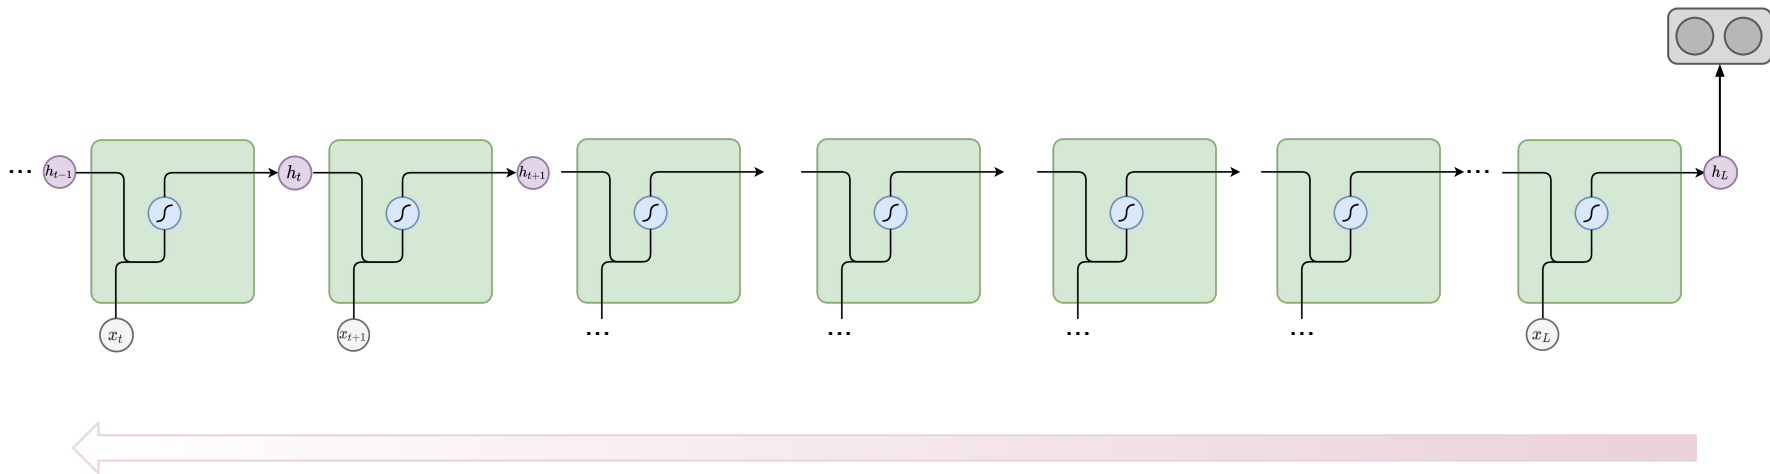 ... h_{t-1} h_t h_{t+1} ... h_L
x_t x_{t+1} ... ... ... ... x_L